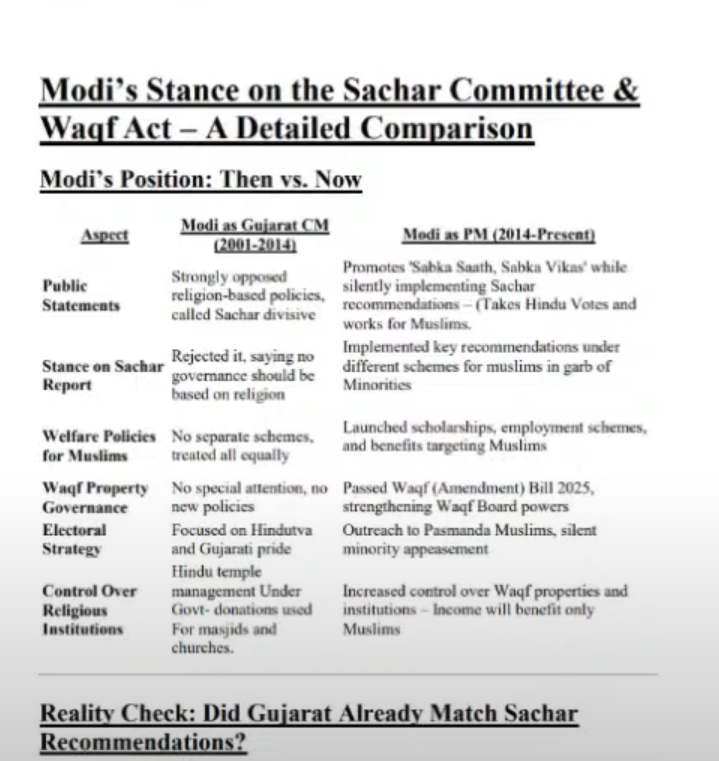 Modi's Stance on the Sachar Committee &
Waqf Act – A Detailed Comparison
Modi's Position: Then vs. Now
Aspect
Modi as Gujarat CM
(2001-2014)
Modi as PM (2014-Present)
Public
Statements
Strongly opposed
religion-based policies,
called Sachar divisive
Promotes 'Sabka Saath, Sabka Vikas' while
silently implementing Sachar
recommendations – (Takes Hindu Votes and
works for Muslims.
Stance on Sachar
Report
Rejected it, saying no
governance should be
based on religion
Implemented key recommendations under
different schemes for muslims in garb of
Minorities
Welfare Policies
for Muslims
No separate schemes,
treated all equally
Launched scholarships, employment schemes,
and benefits targeting Muslims
Waqf Property
Governance
No special attention, no
new policies
Passed Waqf (Amendment) Bill 2025,
strengthening Waqf Board powers
Electoral
Strategy
Focused on Hindutva
and Gujarati pride
Outreach to Pasmanda Muslims, silent
minority appeasement
Control Over
Religious
Institutions
Hindu temple
management Under
Govt- donations used
For masjids and
churches.
Increased control over Waqf properties and
institutions – Income will benefit only
Muslims
Reality Check: Did Gujarat Already Match Sachar
Recommendations?